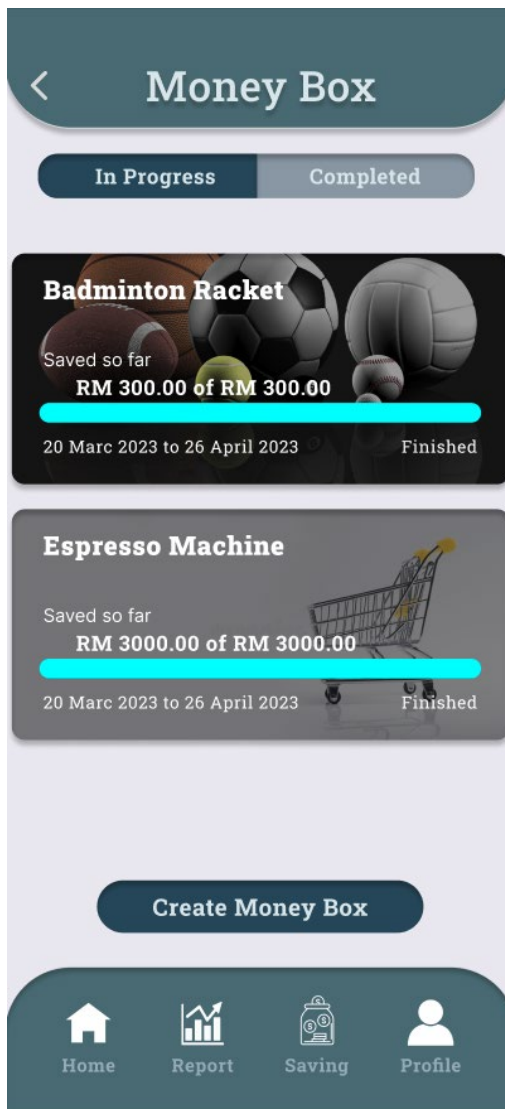 Money Box
In Progress Completed
Badminton Racket
Saved so far
RM 300.00 of RM 300.00
20 Marc 2023 to 26 April 2023 Finished
Espresso Machine
Saved so far
RM 3000.00 of RM 3000.00
20 Marc 2023 to 26 April 2023 Finished
Create Money Box
Home Report Saving Profile